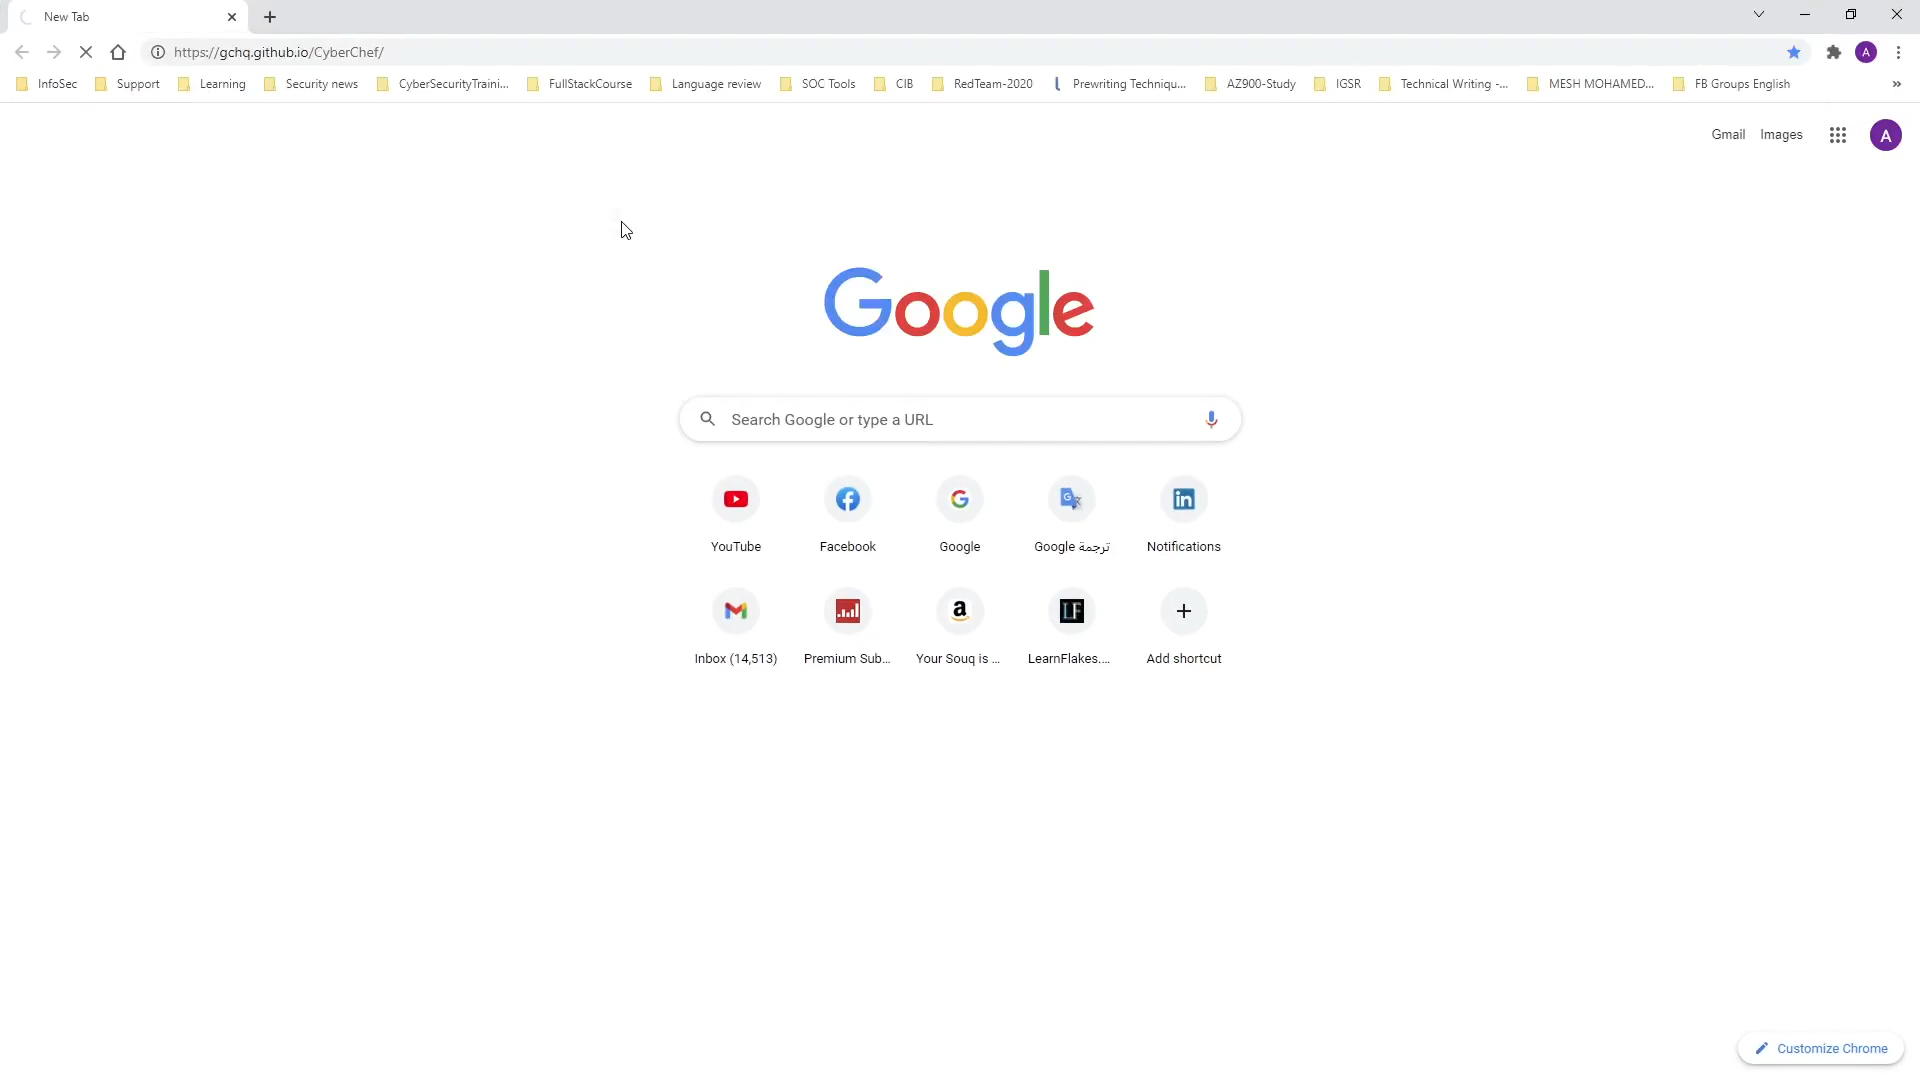 New Tab
https://gchq.github.io/CyberChef/
InfoSec Support Learning Security news CyberSecurityTraini... FullStackCourse Language review SOC Tools CIB RedTeam-2020 Prewriting Techniqu... AZ900-Study IGSR Technical Writing -... MESH MOHAMED... FB Groups English »
Gmail Images A
Google
Search Google or type a URL
YouTube Facebook Google Google ترجمة Notifications
Inbox (14,513) Premium Sub... Your Souq is ... LearnFlakes.... Add shortcut
Customize Chrome